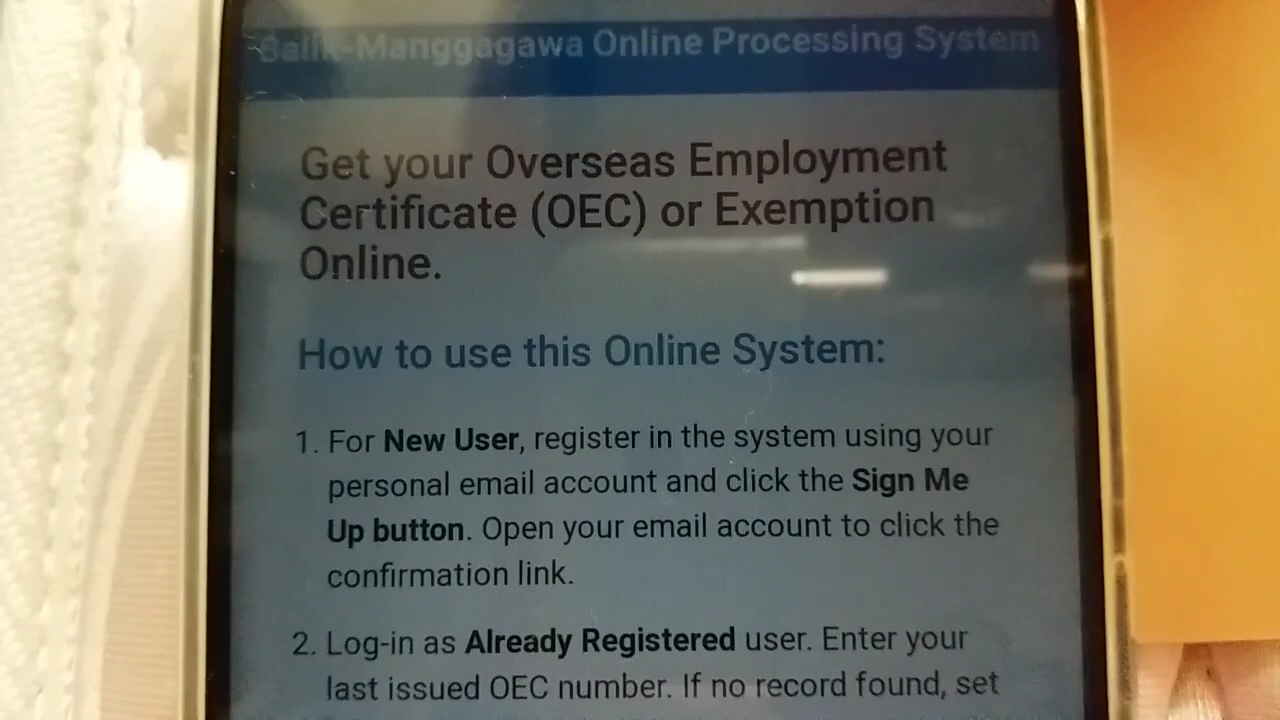 Balik-Manggagawa Online Processing System
Get your Overseas Employment
Certificate (OEC) or Exemption
Online.
How to use this Online System:
1. For New User, register in the system using your
personal email account and click the Sign Me
Up button. Open your email account to click the
confirmation link.
2. Log-in as Already Registered user. Enter your
last issued OEC number. If no record found, set